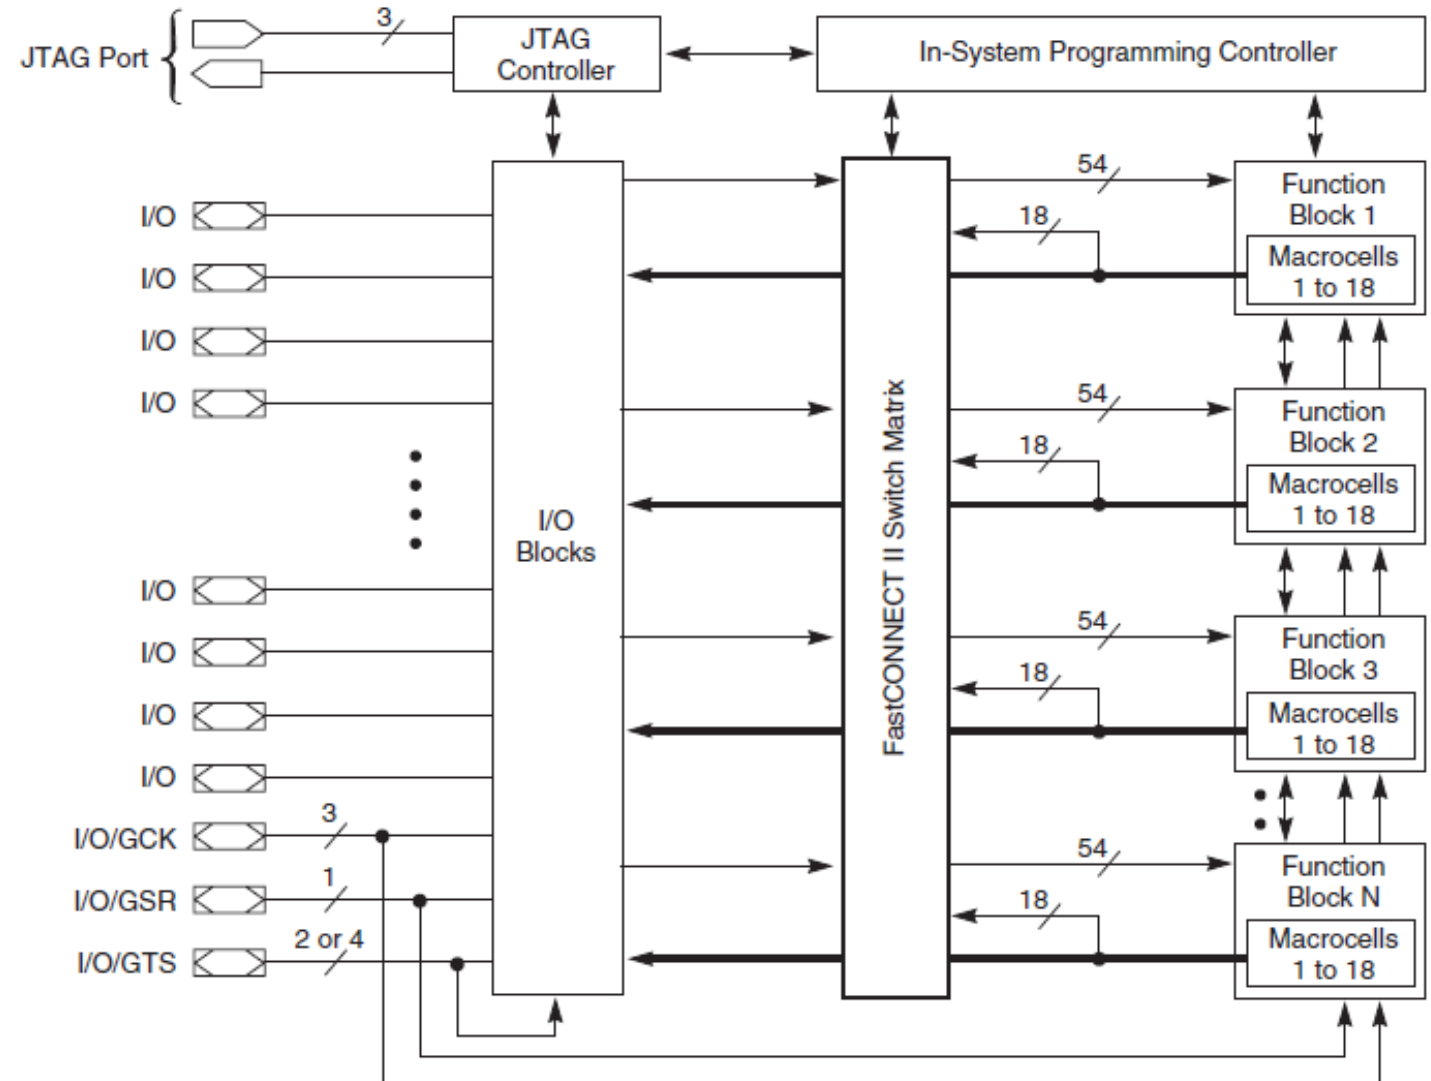 3
JTAG Port
JTAG
Controller
In-System Programming Controller
54
Function
Block 1
I/O
18
Macrocells
1 to 18
I/O
I/O
I/O
54
Function
Block 2
18
Macrocells
1 to 18
I/O
Blocks
FastCONNECT II Switch Matrix
I/O
54
Function
Block 3
I/O
18
I/O
Macrocells
1 to 18
I/O
I/O/GCK
3
54
Function
Block N
I/O/GSR
1
18
I/O/GTS
2 or 4
Macrocells
1 to 18